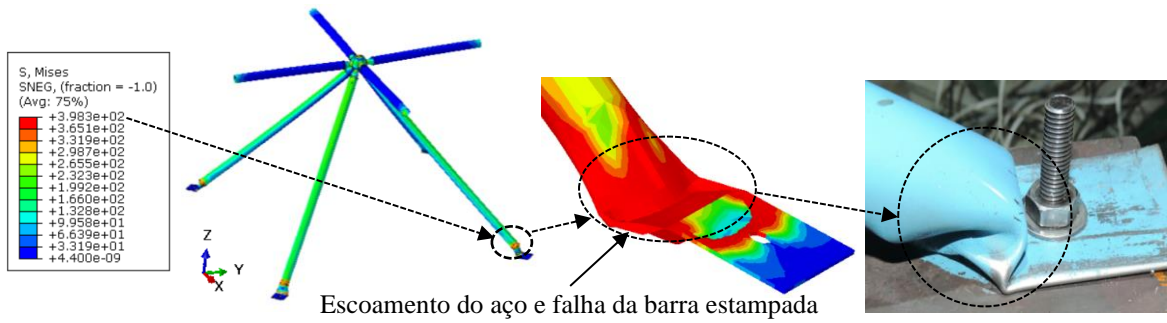 S, Mises
SNEG, (fraction = -1.0)
(Avg: 75%)
+3.983e+02
+3.651e+02
+3.319e+02
+2.987e+02
+2.655e+02
+2.323e+02
+1.992e+02
+1.660e+02
+1.328e+02
+9.958e+01
+6.639e+01
+3.319e+01
+4.400e-09
Z
Y
X
Escoamento do aço e falha da barra estampada